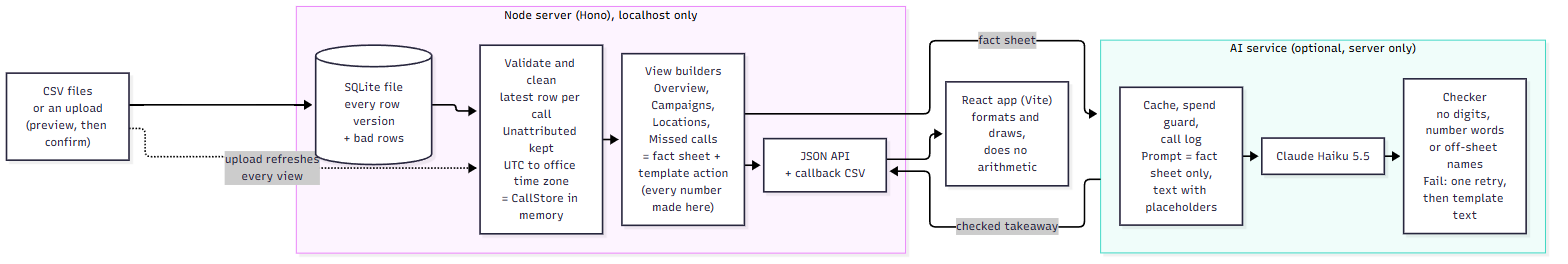 Node server (Hono), localhost only
CSV files
or an upload
(preview, then
confirm)
upload refreshes
every view
SQLite file
every row
version
+ bad rows
Validate and
clean
latest row per
call
Unattributed
kept
UTC to office
time zone
= CallStore in
memory
View builders
Overview,
Campaigns,
Locations,
Missed calls
= fact sheet +
template action
(every number
made here)
JSON API
+ callback CSV
fact sheet
React app (Vite)
formats and
draws,
does no
arithmetic
checked takeaway
AI service (optional, server only)
Cache, spend
guard,
call log
Prompt = fact
sheet only,
text with
placeholders
Claude Haiku 5.5
Checker
no digits,
number words
or off-sheet
names
Fail: one retry,
then template
text